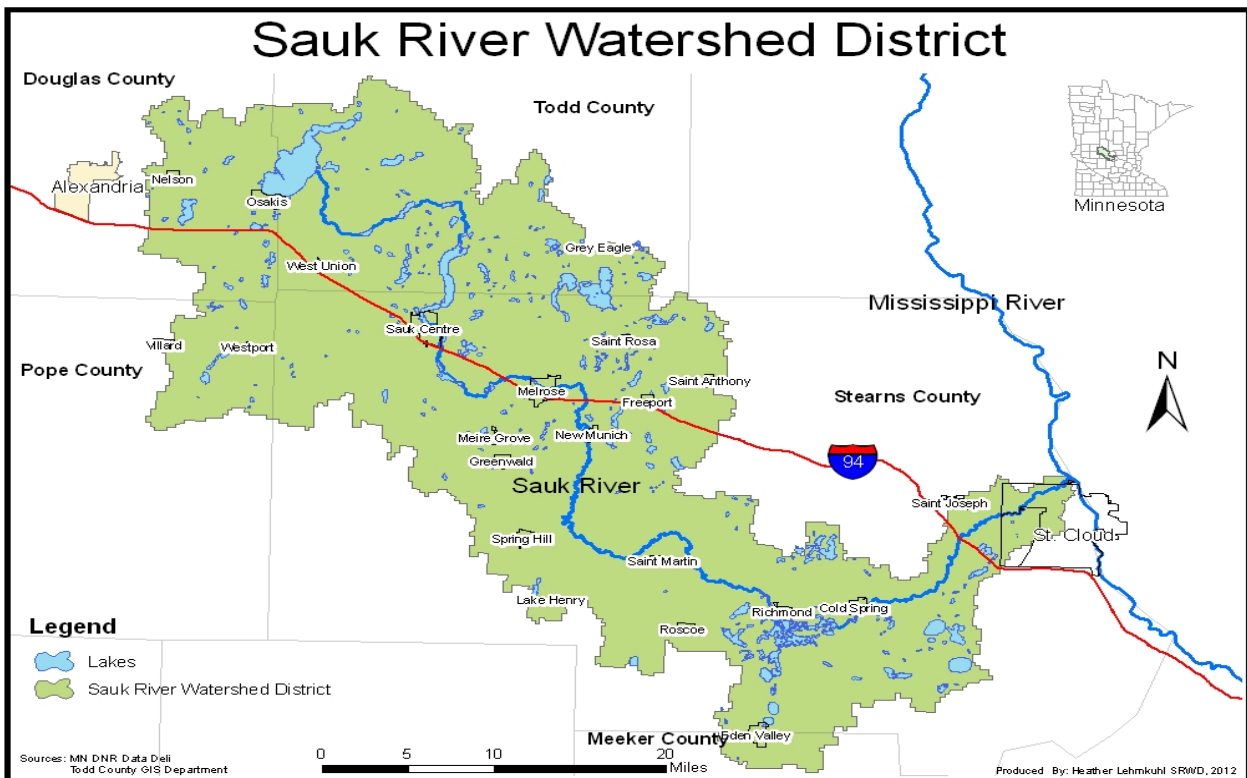 Sauk River Watershed District
Douglas County
Todd County
Alexandria
Nelson
Osakis
Minnesota
Grey Eagle
West Union
Mississippi River
Sauk Centre
Villard
Westport
Saint Rosa
N
Pope County
Saint Anthony
Melrose
Freeport
Stearns County
Meire Grove
New Munich
Greenwald
94
Sauk River
Saint Joseph
St. Cloud
Spring Hill
Saint Martin
Lake Henry
Richmond
Cold Spring
Roscoe
Legend
Lakes
Sauk River Watershed District
Meeker County
Eden Valley
0 5 10 20
Miles
Sources: MN DNR Data Deli
Todd County GIS Department
Produced By: Heather Lehmkuhl SRWD, 2012